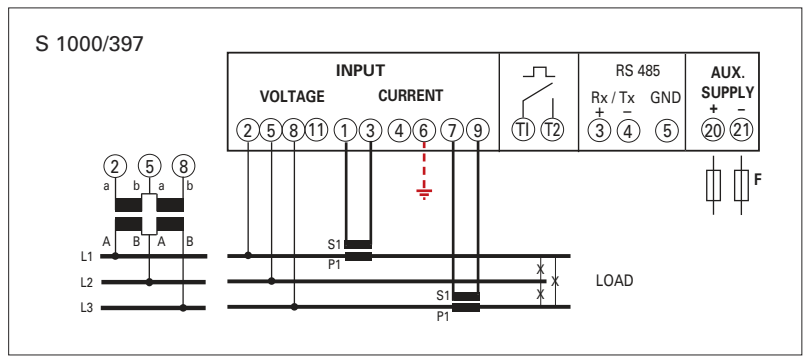 S 1000/397
INPUT
VOLTAGE CURRENT
2 5 8 11 1 3 4 6 7 9
T1 T2
RS 485
Rx / Tx GND
+ –
3 4 5
AUX.
SUPPLY
+ –
20 21
F
2 5 8
a b a b
A B A B
L1
L2
L3
S1
P1
S1
P1
X
X
X
LOAD